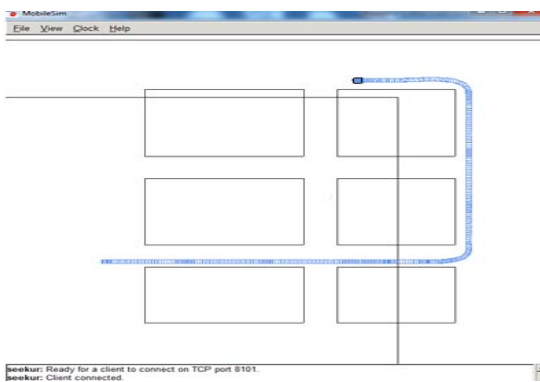 MobileSim
File View Clock Help
seekur: Ready for a client to connect on TCP port 8101.
seekur: Client connected.